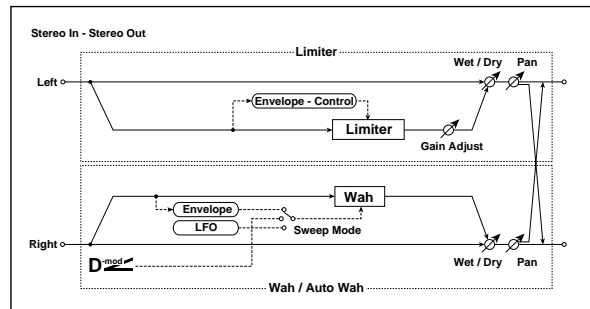 Stereo In - Stereo Out
Limiter
Wet / Dry Pan
Left
Envelope - Control
Limiter
Gain Adjust
Wah
Envelope
LFO
Sweep Mode
Right
D-mod
Wet / Dry Pan
Wah / Auto Wah